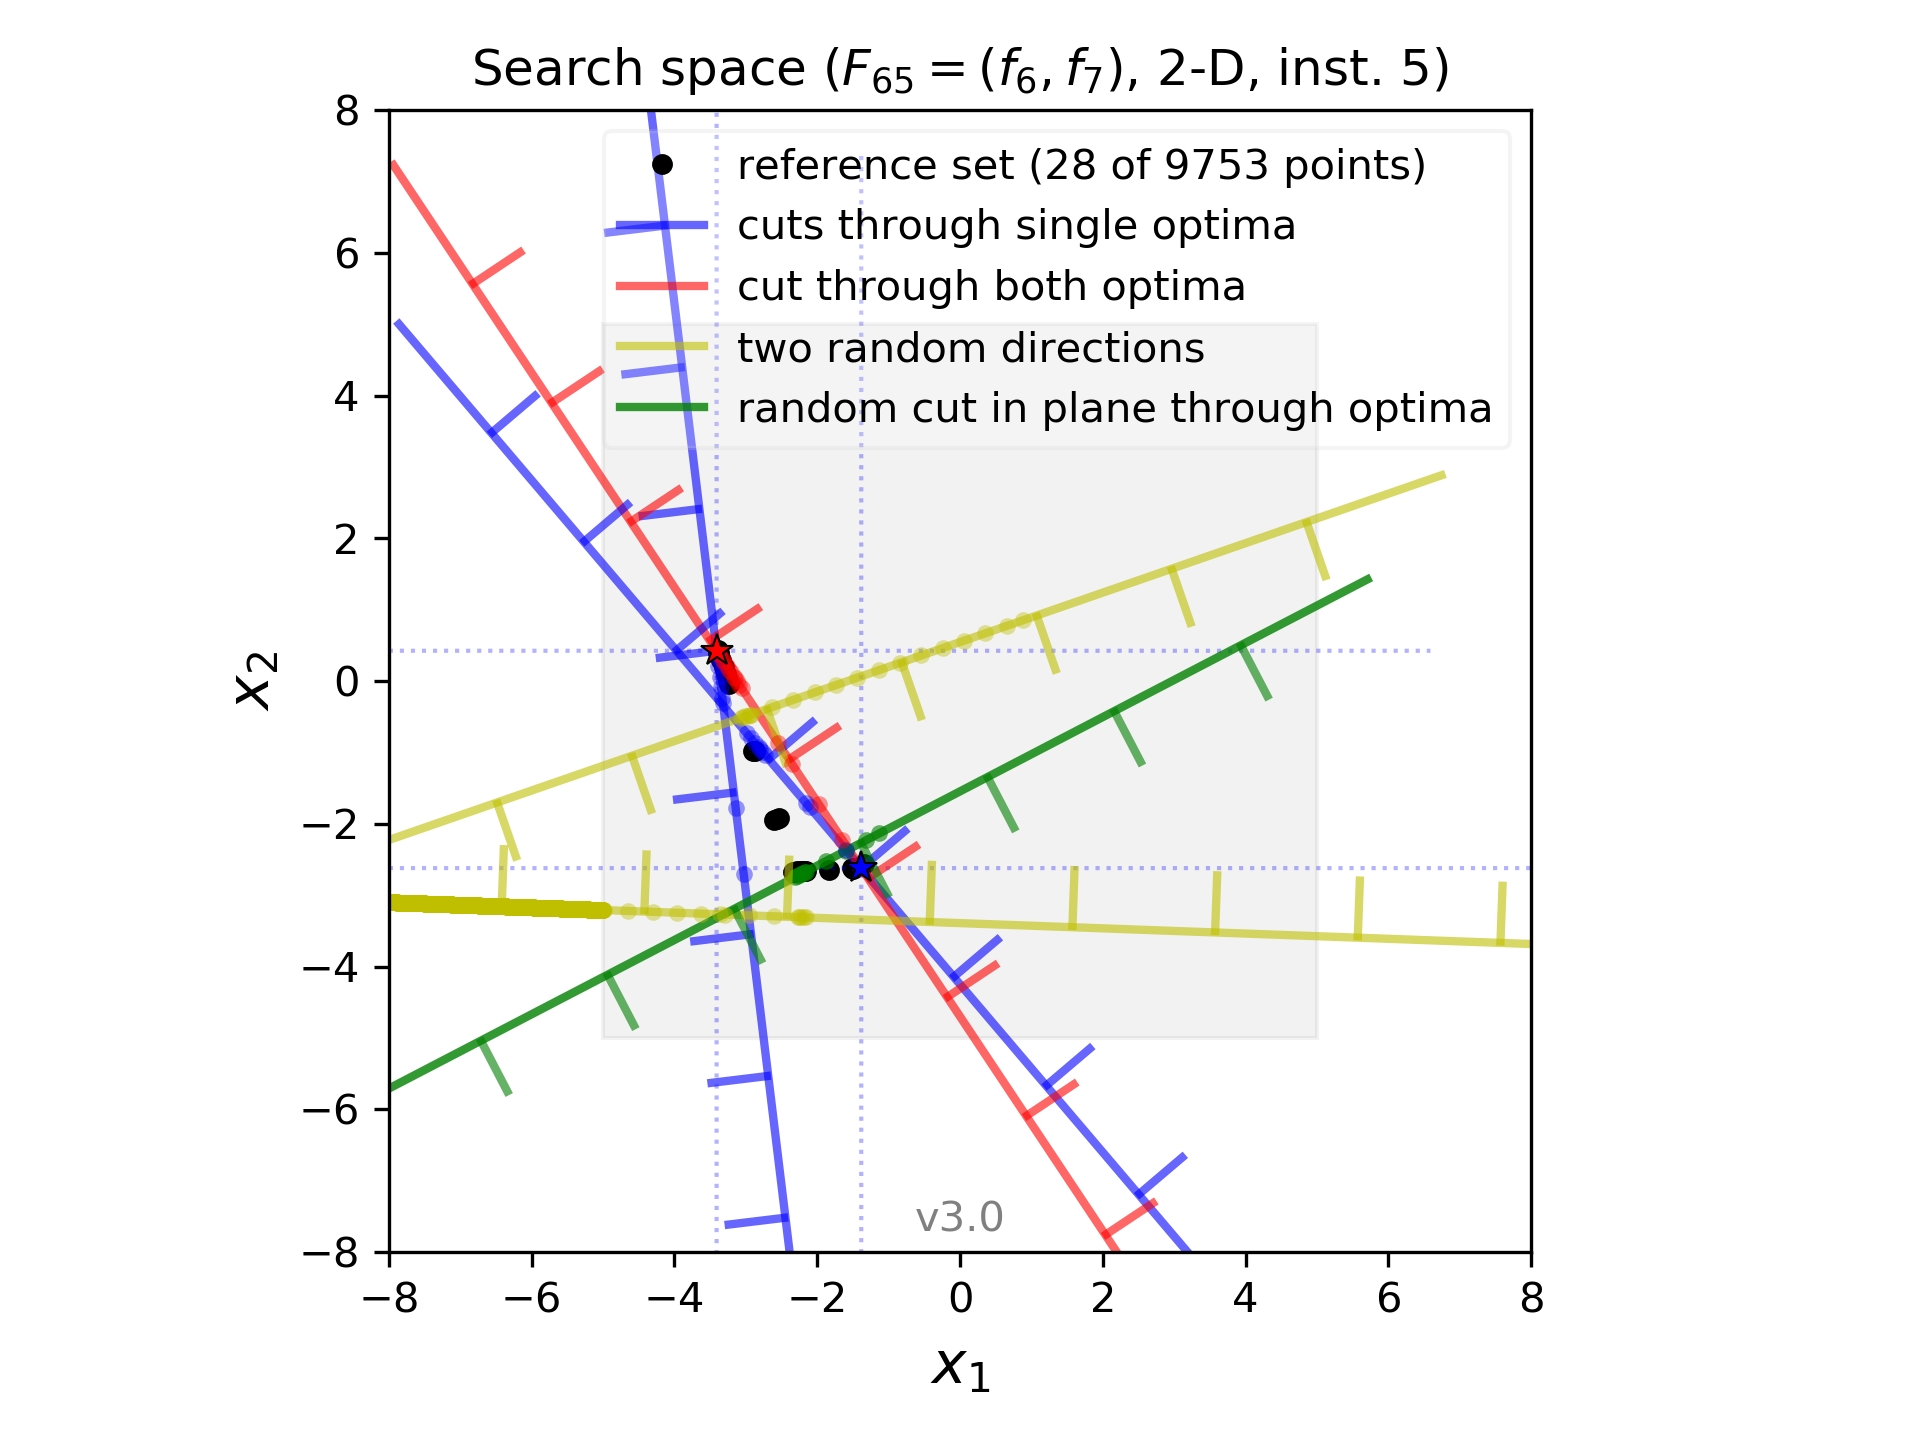 Search space (F65 = (f6, f7), 2-D, inst. 5)
reference set (28 of 9753 points)
cuts through single optima
cut through both optima
two random directions
random cut in plane through optima
8
6
4
2
0
−2
−4
−6
−8
x2
v3.0
−8 −6 −4 −2 0 2 4 6 8
x1